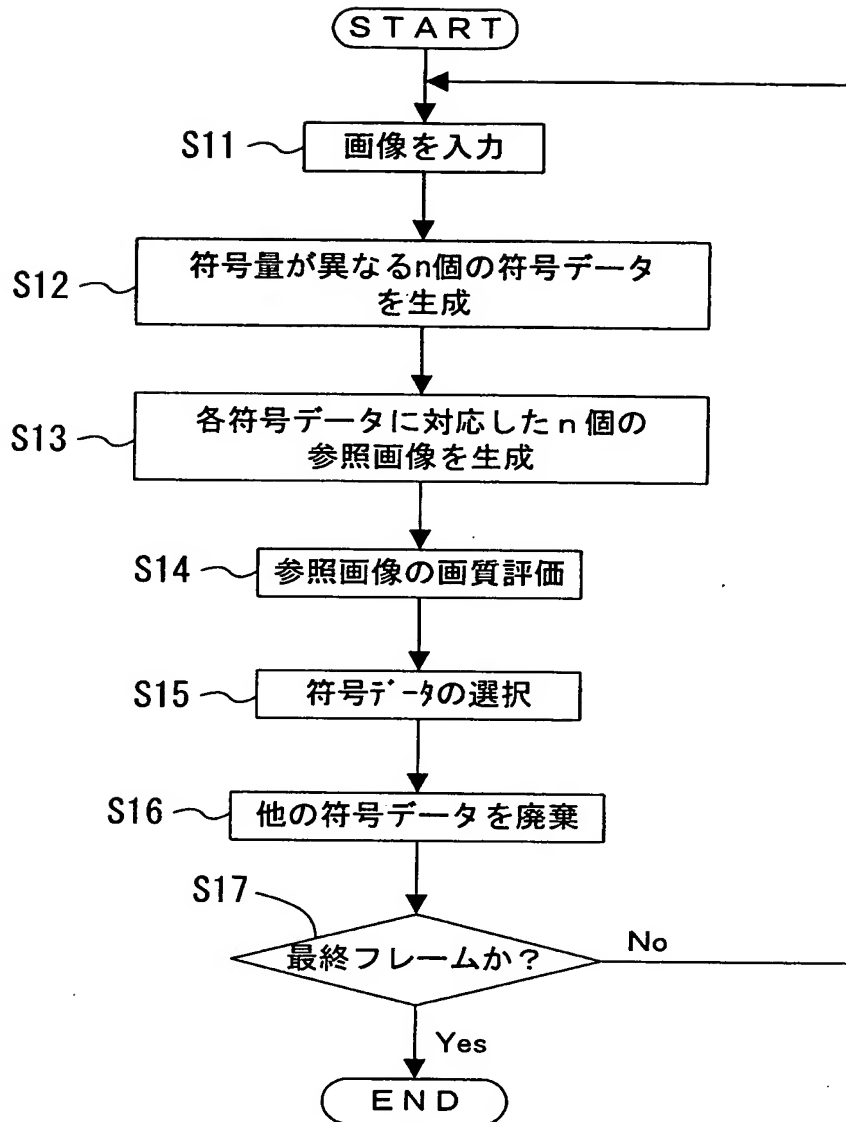 START
S11
画像を入力
S12
符号量が異なるn個の符号データ
を生成
S13
各符号データに対応したn個の
参照画像を生成
S14
参照画像の画質評価
S15
符号ﾃﾞｰﾀの選択
S16
他の符号データを廃棄
S17
最終フレームか?
No
Yes
END